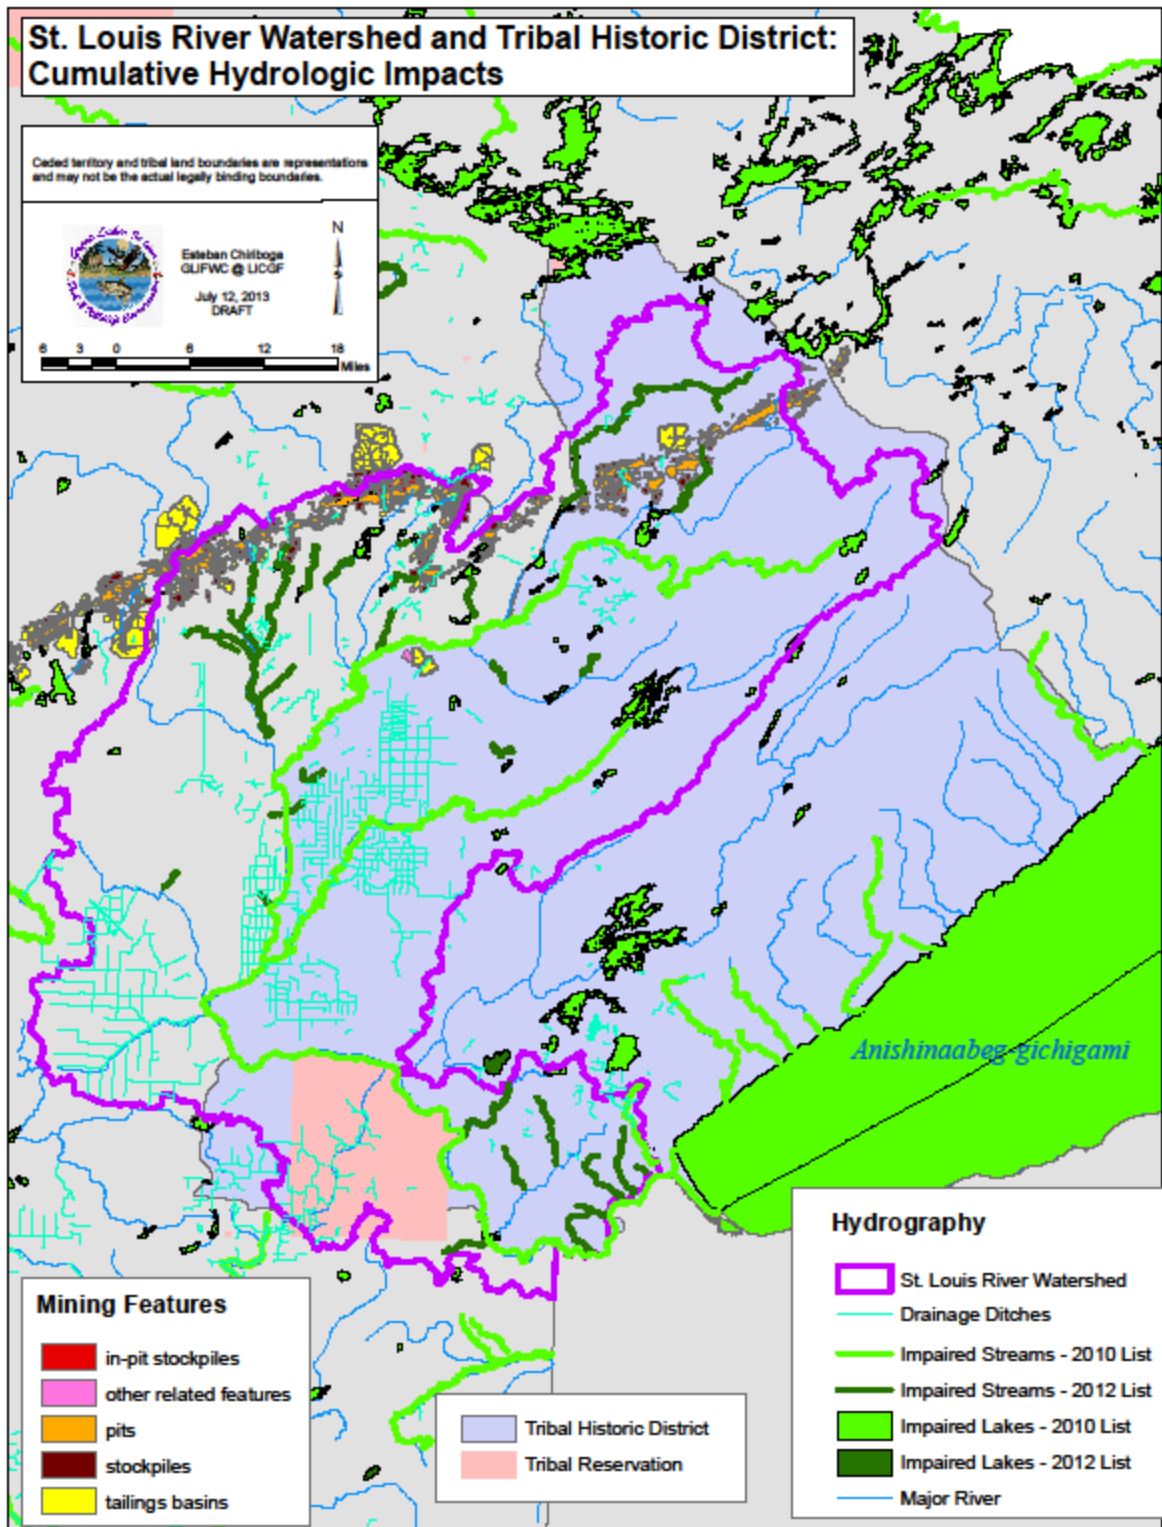 St. Louis River Watershed and Tribal Historic District:
Cumulative Hydrologic Impacts
Ceded territory and tribal land boundaries are representations
and may not be the actual legally binding boundaries.
N
S
Esteban Chiriboga
GLIFWC @ LICGF
July 12, 2013
DRAFT
6 3 0 6 12 18
Miles
Anishinaabeg-gichigami
Mining Features
in-pit stockpiles
other related features
pits
stockpiles
tailings basins
Tribal Historic District
Tribal Reservation
Hydrography
St. Louis River Watershed
Drainage Ditches
Impaired Streams - 2010 List
Impaired Streams - 2012 List
Impaired Lakes - 2010 List
Impaired Lakes - 2012 List
Major River